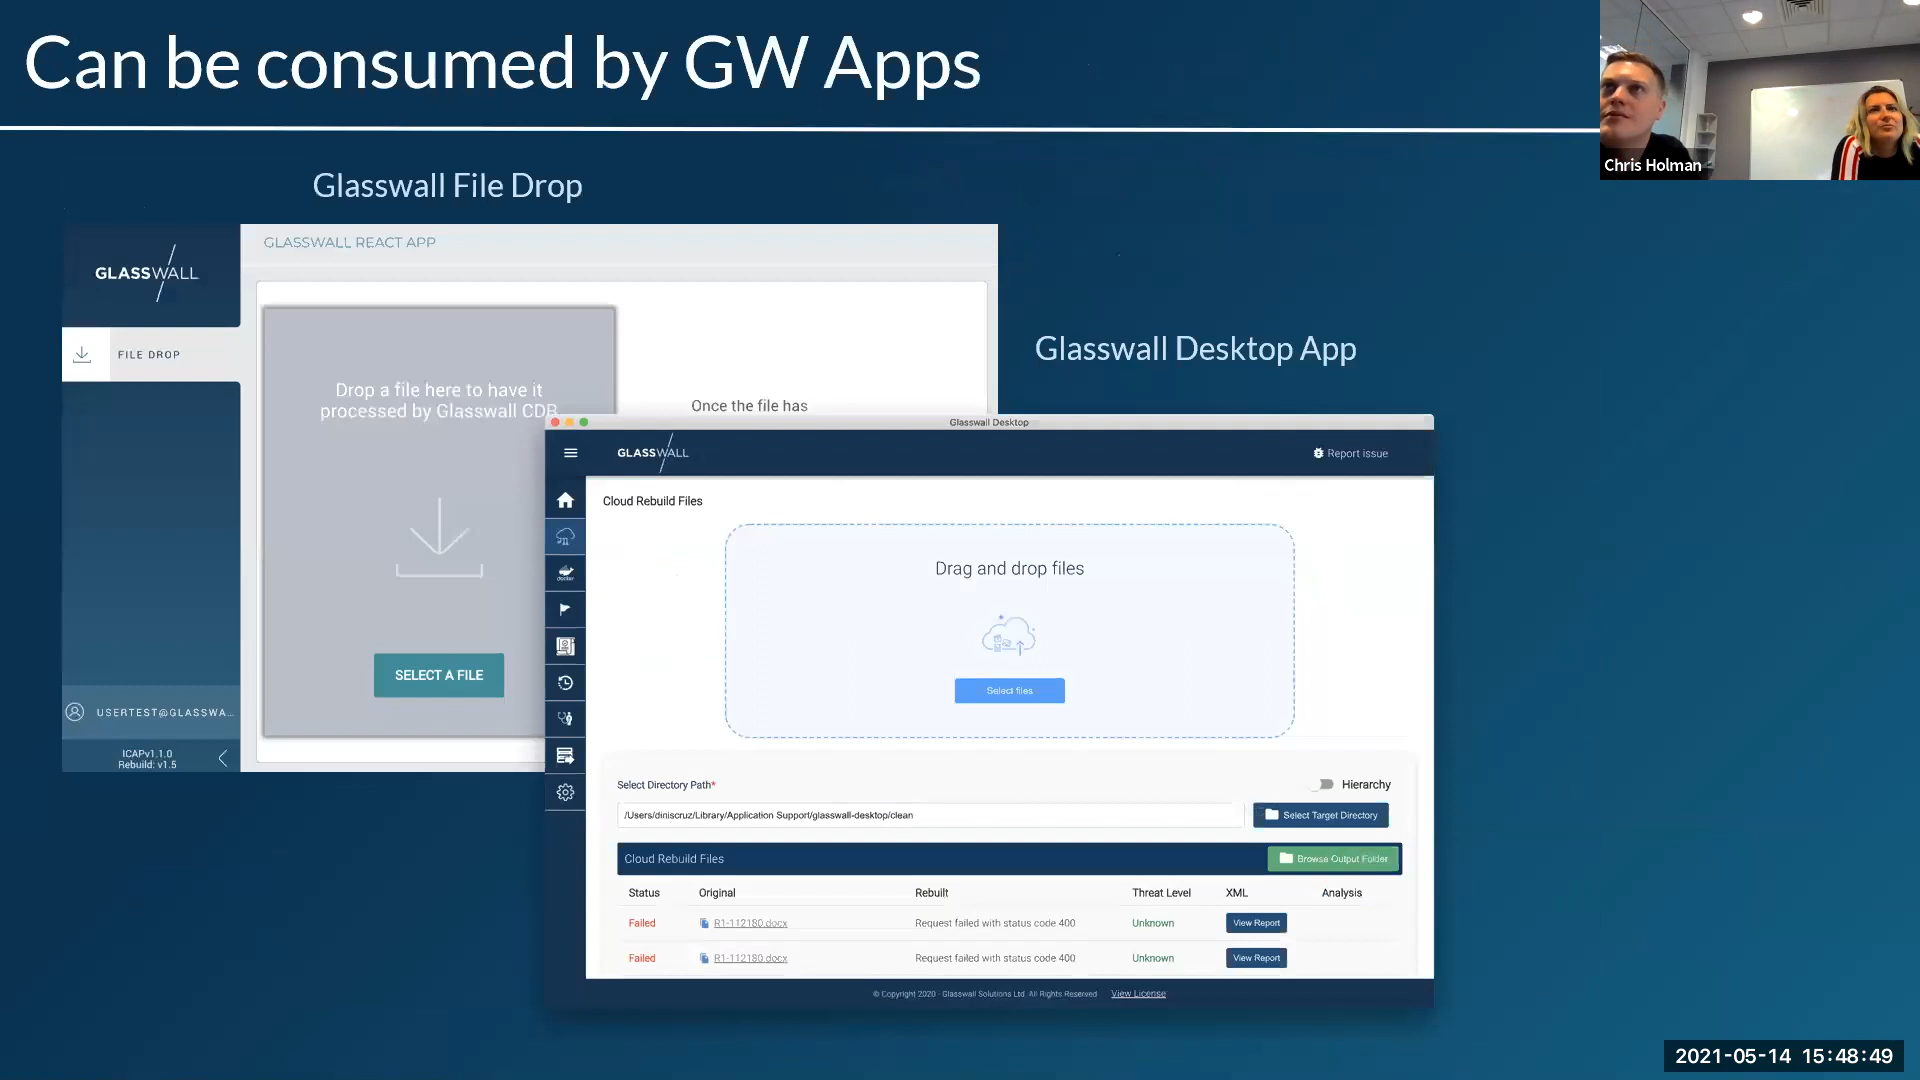 Can be consumed by GW Apps
Chris Holman
Glasswall File Drop
GLASSWALL
GLASSWALL REACT APP
FILE DROP
Drop a file here to have it
processed by Glasswall CDR
SELECT A FILE
Once the file has
USERTEST@GLASSWA...
ICAPv1.1.0
Rebuild: v1.5
Glasswall Desktop App
Glasswall Desktop
GLASSWALL
Report issue
Cloud Rebuild Files
docker
Drag and drop files
Select files
Select Directory Path*
Hierarchy
/Users/diniscruz/Library/Application Support/glasswall-desktop/clean
Select Target Directory
Cloud Rebuild Files
Browse Output Folder
Status Original Rebuilt Threat Level XML Analysis
Failed R1-112180.docx Request failed with status code 400 Unknown View Report
Failed R1-112180.docx Request failed with status code 400 Unknown View Report
© Copyright 2020 - Glasswall Solutions Ltd. All Rights Reserved View License
2021-05-14 15:48:49